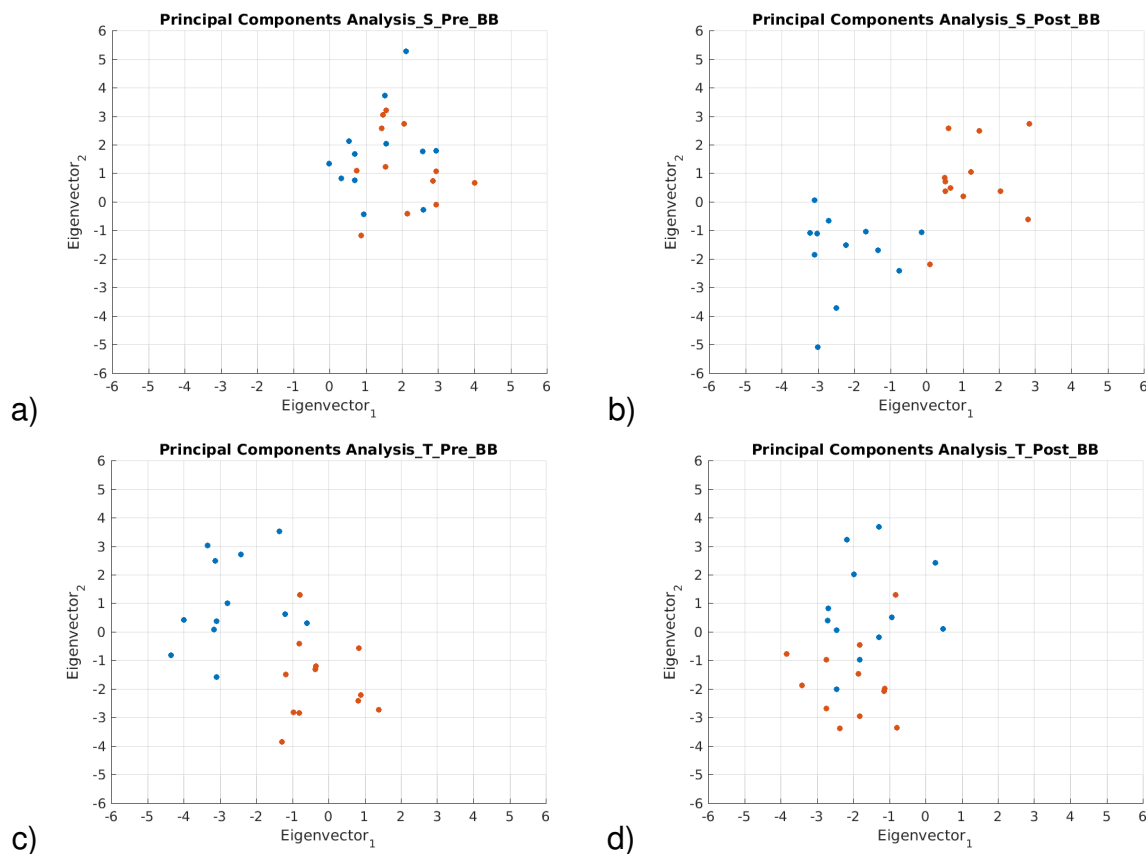 Principal Components Analysis_S_Pre_BB
6
5
4
3
2
1
0
-1
-2
-3
-4
-5
-6
Eigenvector2
-6 -5 -4 -3 -2 -1 0 1 2 3 4 5 6
Eigenvector1
a)
Principal Components Analysis_S_Post_BB
6
5
4
3
2
1
0
-1
-2
-3
-4
-5
-6
Eigenvector2
-6 -5 -4 -3 -2 -1 0 1 2 3 4 5 6
Eigenvector1
b)
Principal Components Analysis_T_Pre_BB
6
5
4
3
2
1
0
-1
-2
-3
-4
-5
-6
Eigenvector2
-6 -5 -4 -3 -2 -1 0 1 2 3 4 5 6
Eigenvector1
c)
Principal Components Analysis_T_Post_BB
6
5
4
3
2
1
0
-1
-2
-3
-4
-5
-6
Eigenvector2
-6 -5 -4 -3 -2 -1 0 1 2 3 4 5 6
Eigenvector1
d)